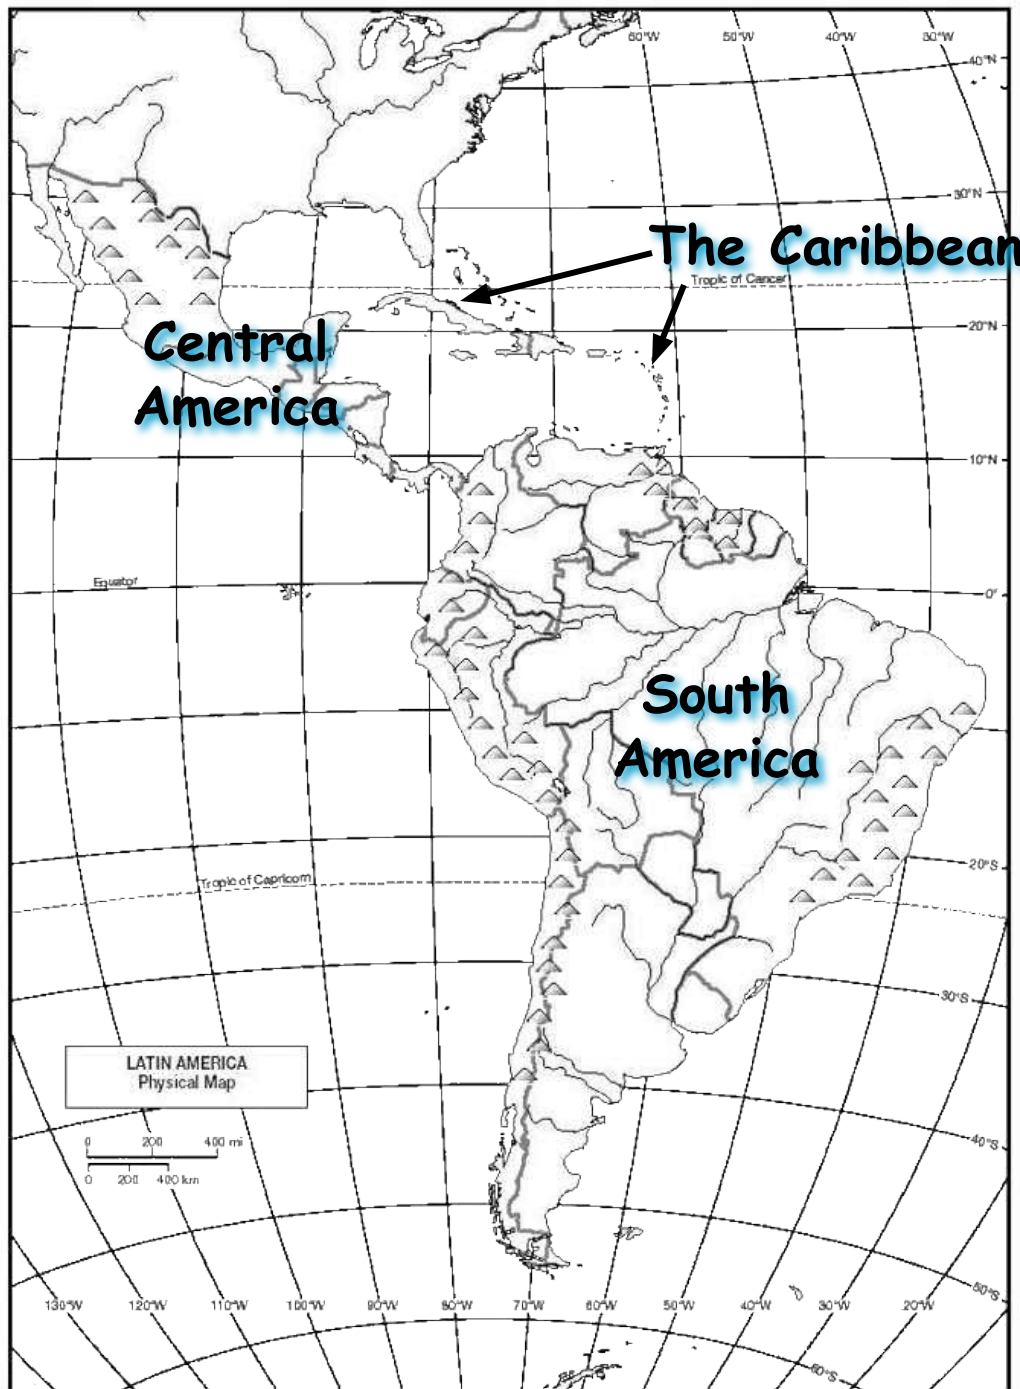 60°W 50°W 40°W 30°W
40°N
30°N
The Caribbean
Tropic of Cancer
20°N
Central
America
10°N
Equator
0°
South
America
20°S
Tropic of Capricorn
30°S
LATIN AMERICA
Physical Map
0 200 400 mi
0 200 400 km
40°S
50°S
130°W 120°W 110°W 100°W 90°W 80°W 70°W 60°W 50°W 40°W 30°W 20°W
60°S